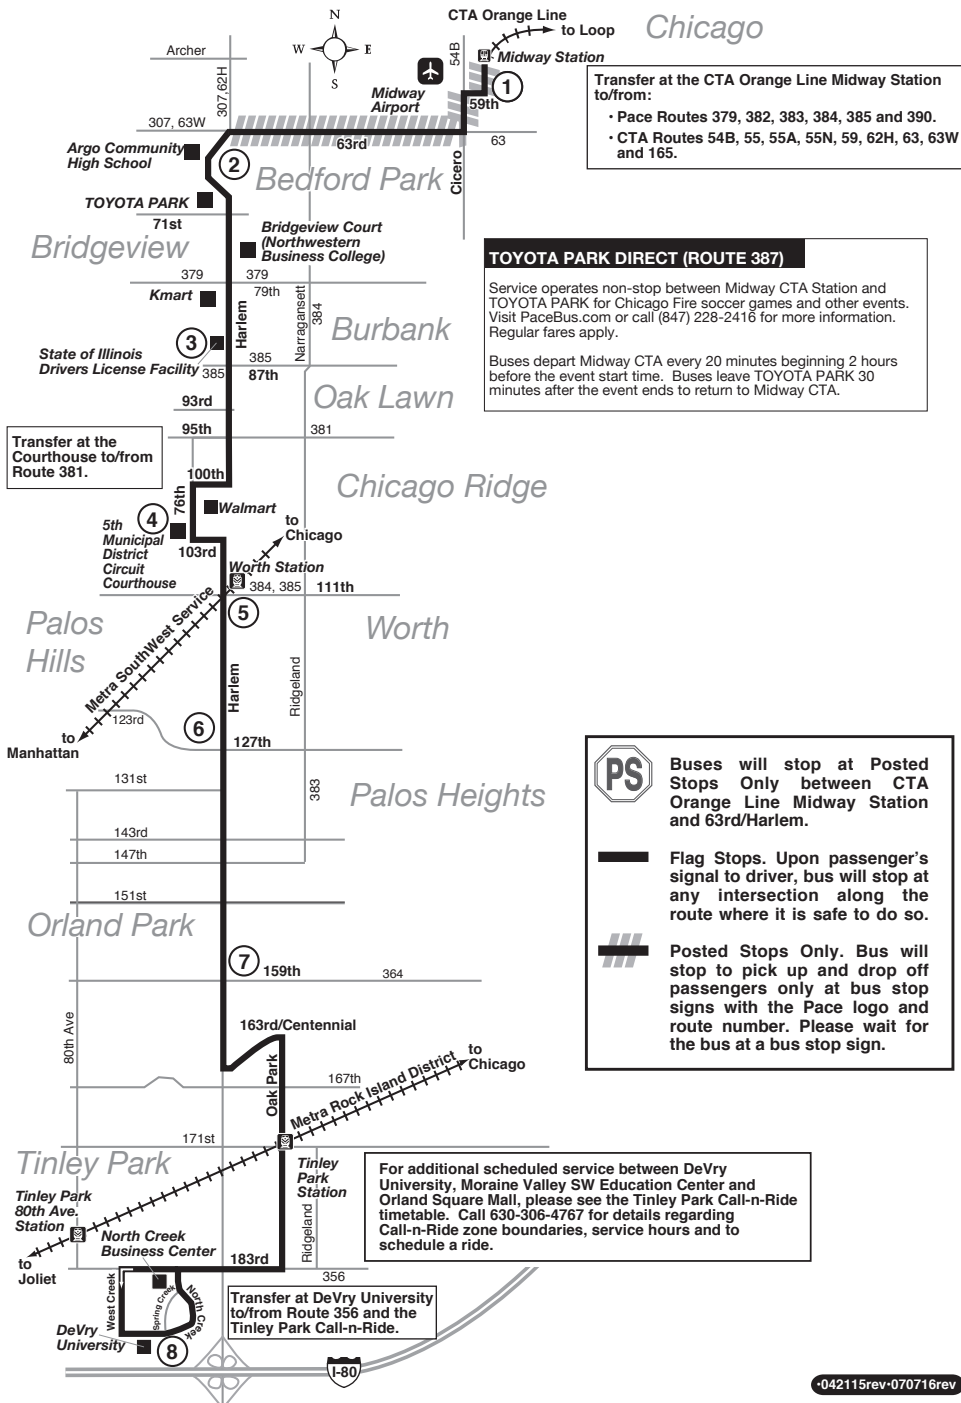 CTA Orange Line
to Loop
Chicago
N
W
E
S
Archer
54B
Midway Station
307,62H
Midway
Airport
1
59th
Transfer at the CTA Orange Line Midway Station
to/from:
• Pace Routes 379, 382, 383, 384, 385 and 390.
• CTA Routes 54B, 55, 55A, 55N, 59, 62H, 63, 63W
and 165.
307, 63W
63rd
63
Argo Community
High School
2
Bedford Park
Cicero
TOYOTA PARK
71st
Bridgeview
Bridgeview Court
(Northwestern
Business College)
TOYOTA PARK DIRECT (ROUTE 387)
Service operates non-stop between Midway CTA Station and
TOYOTA PARK for Chicago Fire soccer games and other events.
Visit PaceBus.com or call (847) 228-2416 for more information.
Regular fares apply.
Buses depart Midway CTA every 20 minutes beginning 2 hours
before the event start time. Buses leave TOYOTA PARK 30
minutes after the event ends to return to Midway CTA.
379
379
79th
Kmart
Harlem
Narragansett
384
Burbank
3
State of Illinois
Drivers License Facility
385
385
87th
Oak Lawn
93rd
95th
381
Transfer at the
Courthouse to/from
Route 381.
100th
Chicago Ridge
76th
Walmart
4
to
Chicago
5th
Municipal
District
Circuit
Courthouse
103rd
Worth Station
384, 385
111th
5
Palos
Hills
Metra SouthWest Service
Worth
Harlem
Ridgeland
123rd
6
to
Manhattan
127th
131st
383
Palos Heights
PS
Buses will stop at Posted
Stops Only between CTA
Orange Line Midway Station
and 63rd/Harlem.
Flag Stops. Upon passenger's
signal to driver, bus will stop at
any intersection along the
route where it is safe to do so.
Posted Stops Only. Bus will
stop to pick up and drop off
passengers only at bus stop
signs with the Pace logo and
route number. Please wait for
the bus at a bus stop sign.
143rd
147th
151st
Orland Park
7
159th
364
80th Ave
163rd/Centennial
Oak Park
167th
Metra Rock Island District
to
Chicago
171st
Tinley Park
Tinley
Park
Station
Ridgeland
For additional scheduled service between DeVry
University, Moraine Valley SW Education Center and
Orland Square Mall, please see the Tinley Park Call-n-Ride
timetable. Call 630-306-4767 for details regarding
Call-n-Ride zone boundaries, service hours and to
schedule a ride.
Tinley Park
80th Ave.
Station
North Creek
Business Center
183rd
356
to
Joliet
West Creek
Spring Creek
North Creek
Transfer at DeVry University
to/from Route 356 and the
Tinley Park Call-n-Ride.
DeVry
University
8
I-80
•042115rev•070716rev